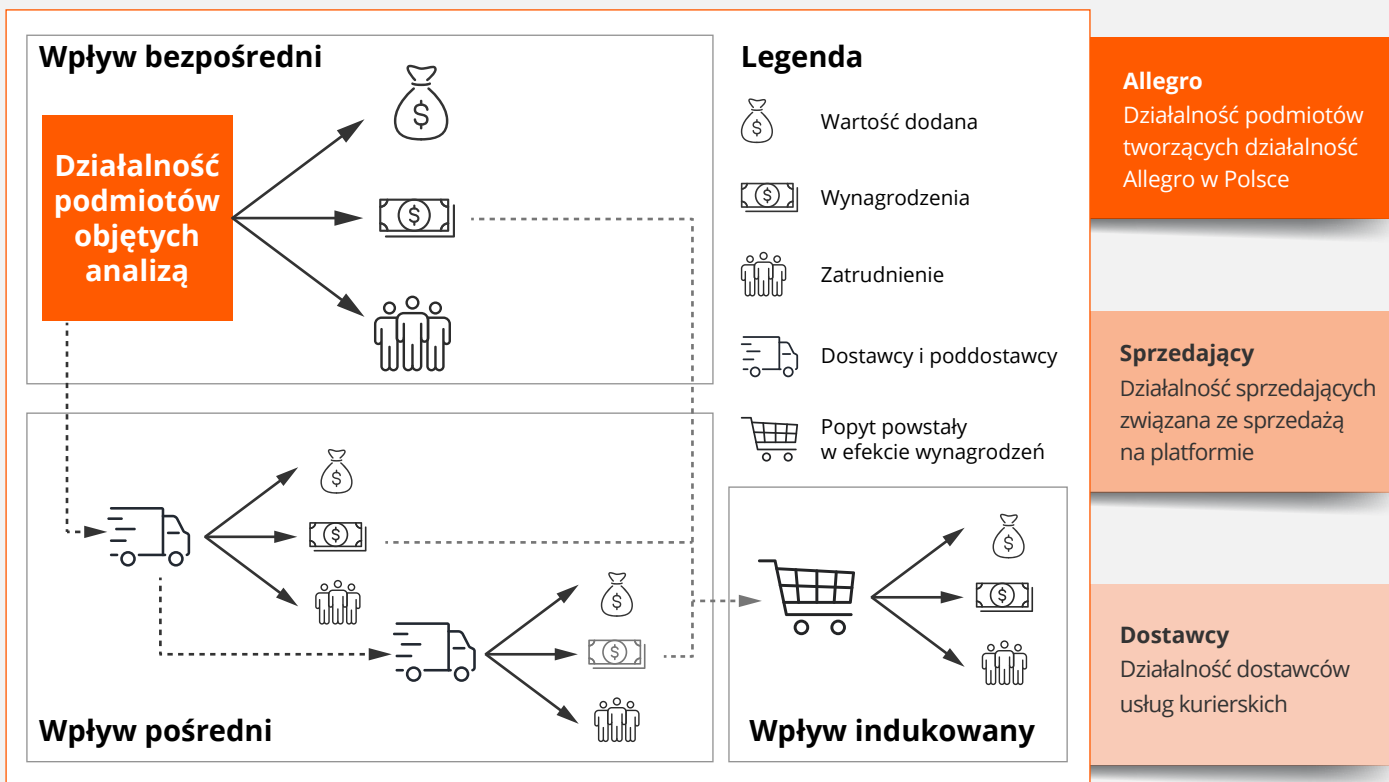 Wpływ bezpośredni
Działalność
podmiotów
objętych
analizą
Wpływ pośredni
Legenda
Wartość dodana
Wynagrodzenia
Zatrudnienie
Dostawcy i poddostawcy
Popyt powstały
w efekcie wynagrodzeń
Wpływ indukowany
Allegro
Działalność podmiotów
tworzących działalność
Allegro w Polsce
Sprzedający
Działalność sprzedających
związana ze sprzedażą
na platformie
Dostawcy
Działalność dostawców
usług kurierskich